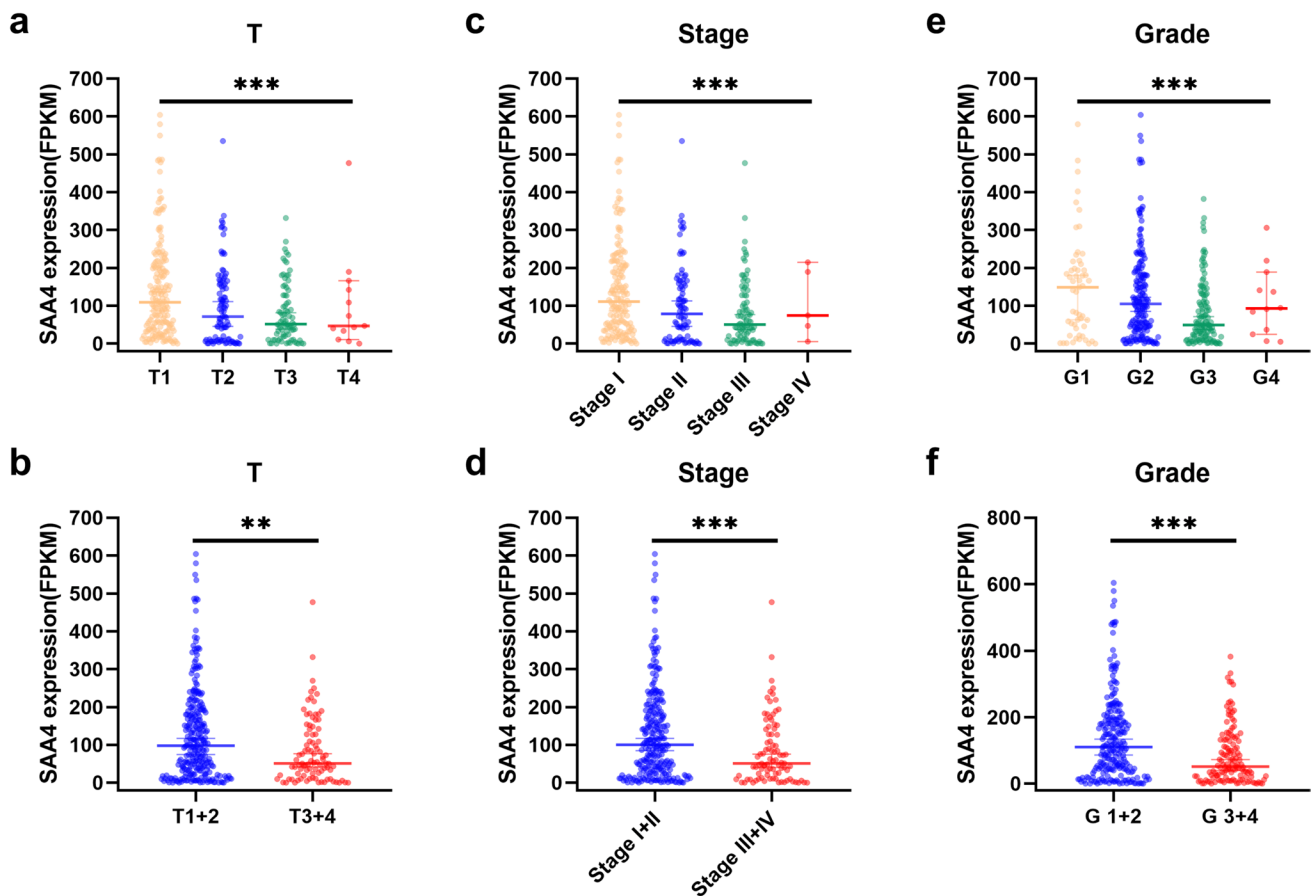 a
T
SAA4 expression(FPKM)
700
600
500
400
300
200
100
0
***
T1 T2 T3 T4
c
Stage
SAA4 expression(FPKM)
700
600
500
400
300
200
100
0
***
Stage I Stage II Stage III Stage IV
e
Grade
SAA4 expression(FPKM)
700
600
500
400
300
200
100
0
***
G1 G2 G3 G4
b
T
SAA4 expression(FPKM)
700
600
500
400
300
200
100
0
**
T1+2 T3+4
d
Stage
SAA4 expression(FPKM)
700
600
500
400
300
200
100
0
***
Stage I+II Stage III+IV
f
Grade
SAA4 expression(FPKM)
800
600
400
200
0
***
G 1+2 G 3+4